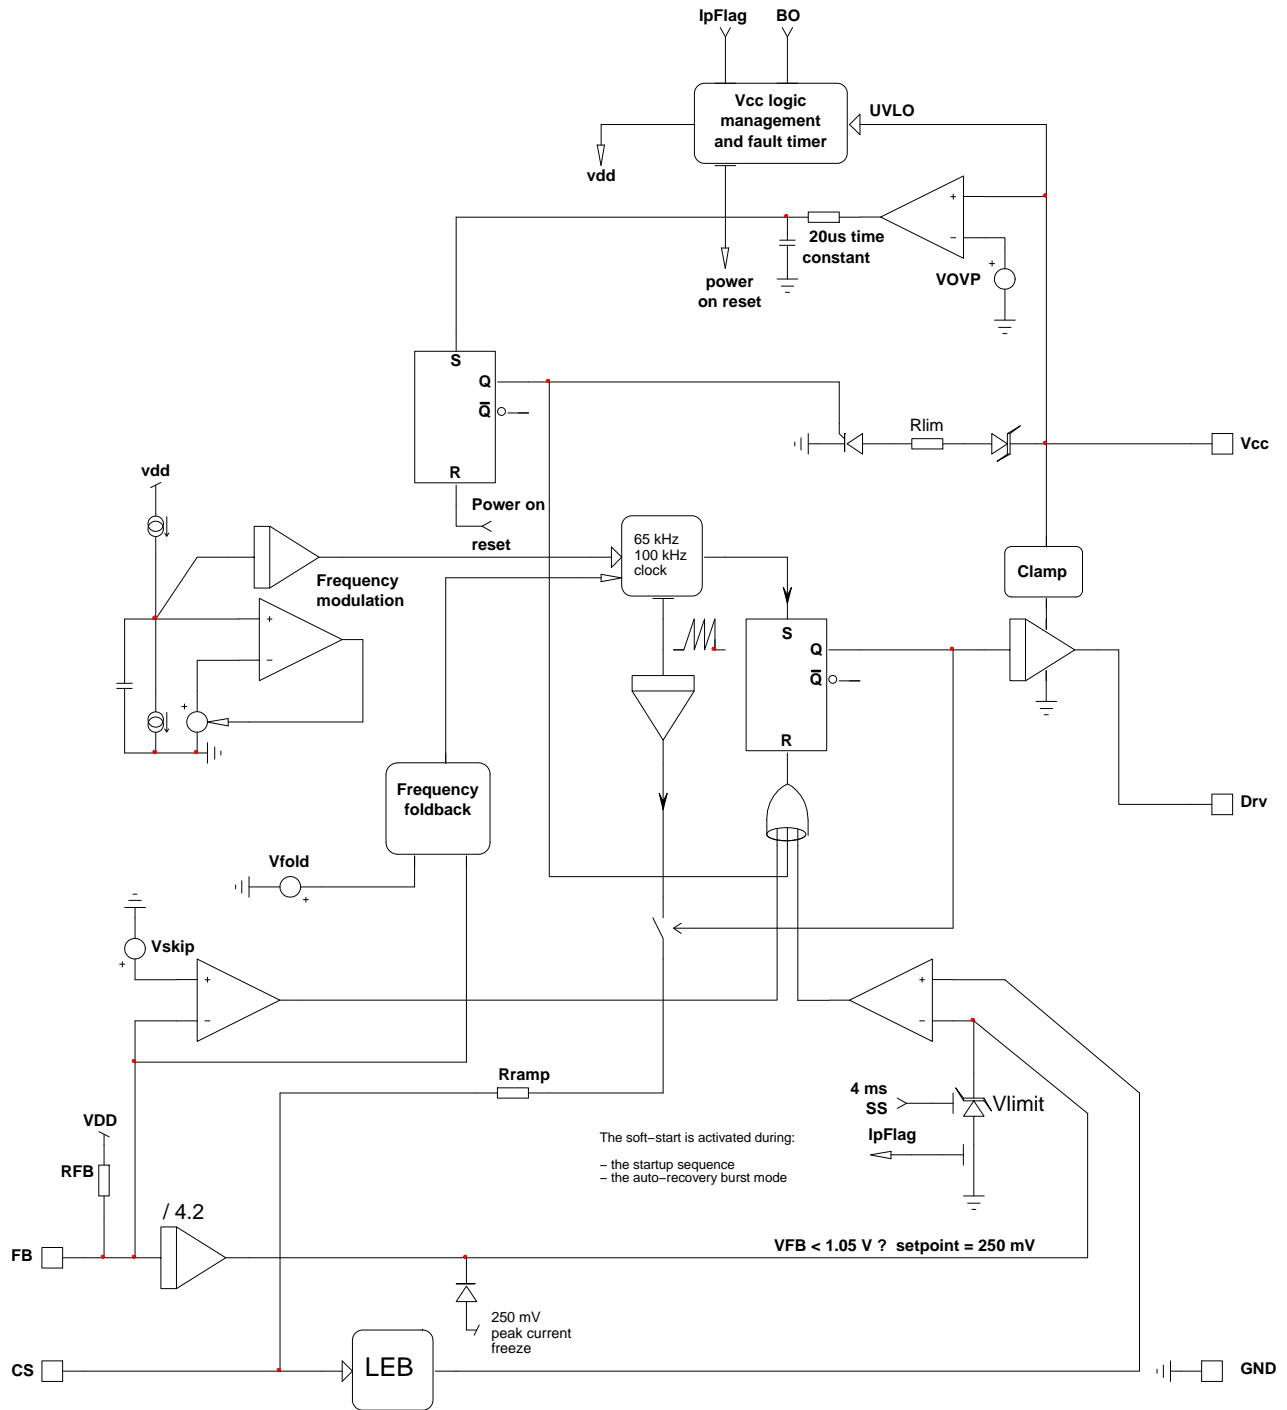 IpFlag
BO
Vcc logic
management
and fault timer
UVLO
vdd
+
−
20us time
constant
+
VOVP
power
on reset
S
Q
Q̅
R
Rlim
Vcc
vdd
Power on
reset
65 kHz
100 kHz
clock
Frequency
modulation
Clamp
+
−
+
S
Q
Q̅
R
Frequency
foldback
Drv
Vfold
+
Vskip
+
+
−
+
−
Rramp
4 ms
SS
Vlimit
VDD
RFB
The soft−start is activated during:
− the startup sequence
− the auto−recovery burst mode
IpFlag
/ 4.2
FB
VFB < 1.05 V ? setpoint = 250 mV
250 mV
peak current
freeze
CS
LEB
GND